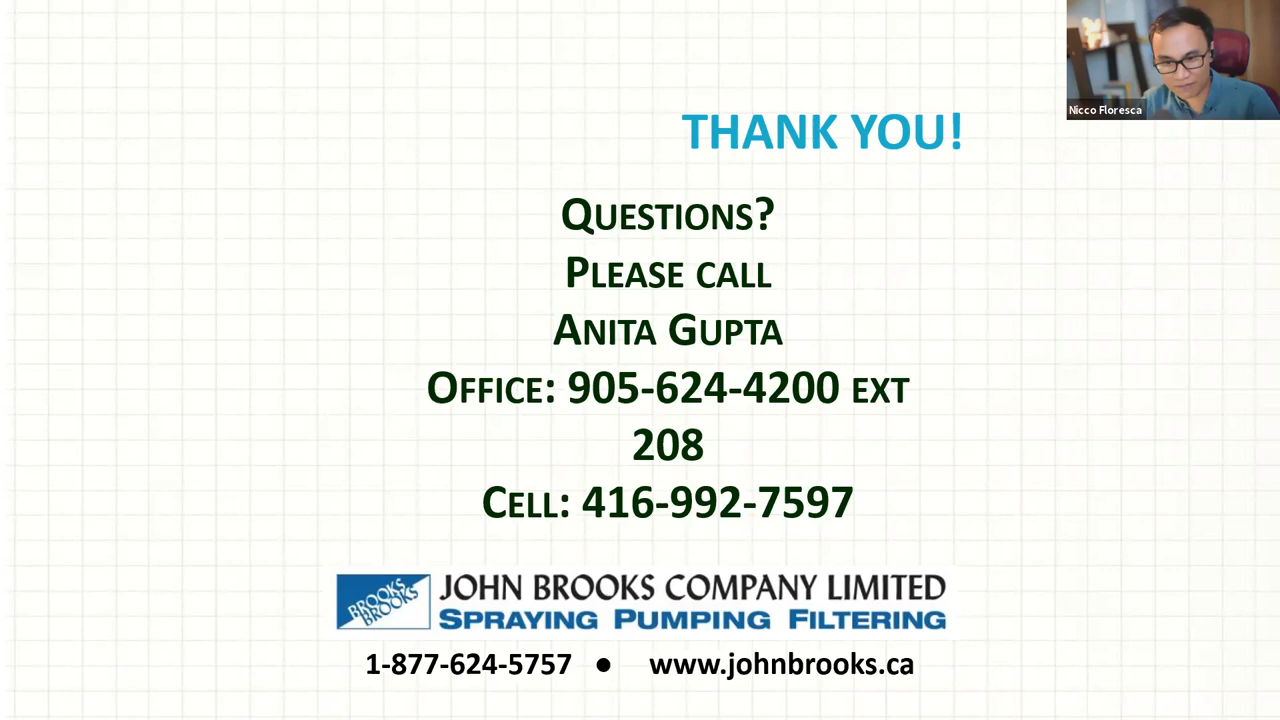 Nicco Floresca
THANK YOU!
QUESTIONS?
PLEASE CALL
ANITA GUPTA
OFFICE: 905-624-4200 EXT
208
CELL: 416-992-7597
BROOKS
BROOKS
JOHN BROOKS COMPANY LIMITED
SPRAYING PUMPING FILTERING
1-877-624-5757 ● www.johnbrooks.ca